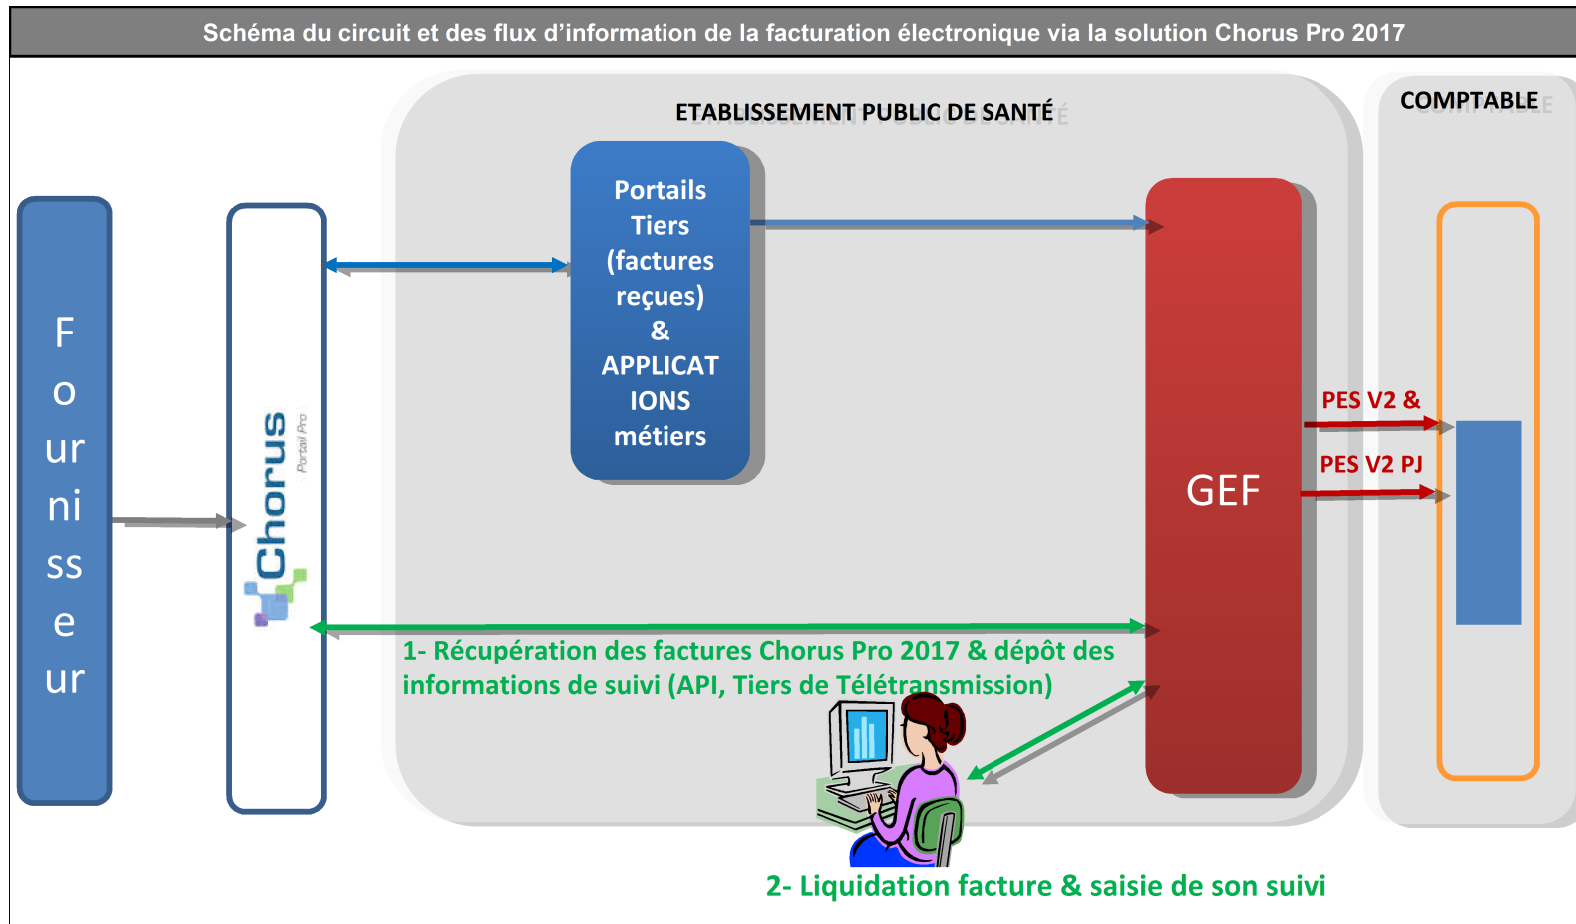 Schéma du circuit et des flux d’information de la facturation électronique via la solution Chorus Pro 2017
ETABLISSEMENT PUBLIC DE SANTÉ
COMPTABLE
F
o
ur
ni
ss
e
ur
Chorus
Portail Pro
Portails
Tiers
(factures
reçues)
&
APPLICAT
IONS
métiers
GEF
PES V2 &
PES V2 PJ
1- Récupération des factures Chorus Pro 2017 & dépôt des
informations de suivi (API, Tiers de Télétransmission)
2- Liquidation facture & saisie de son suivi